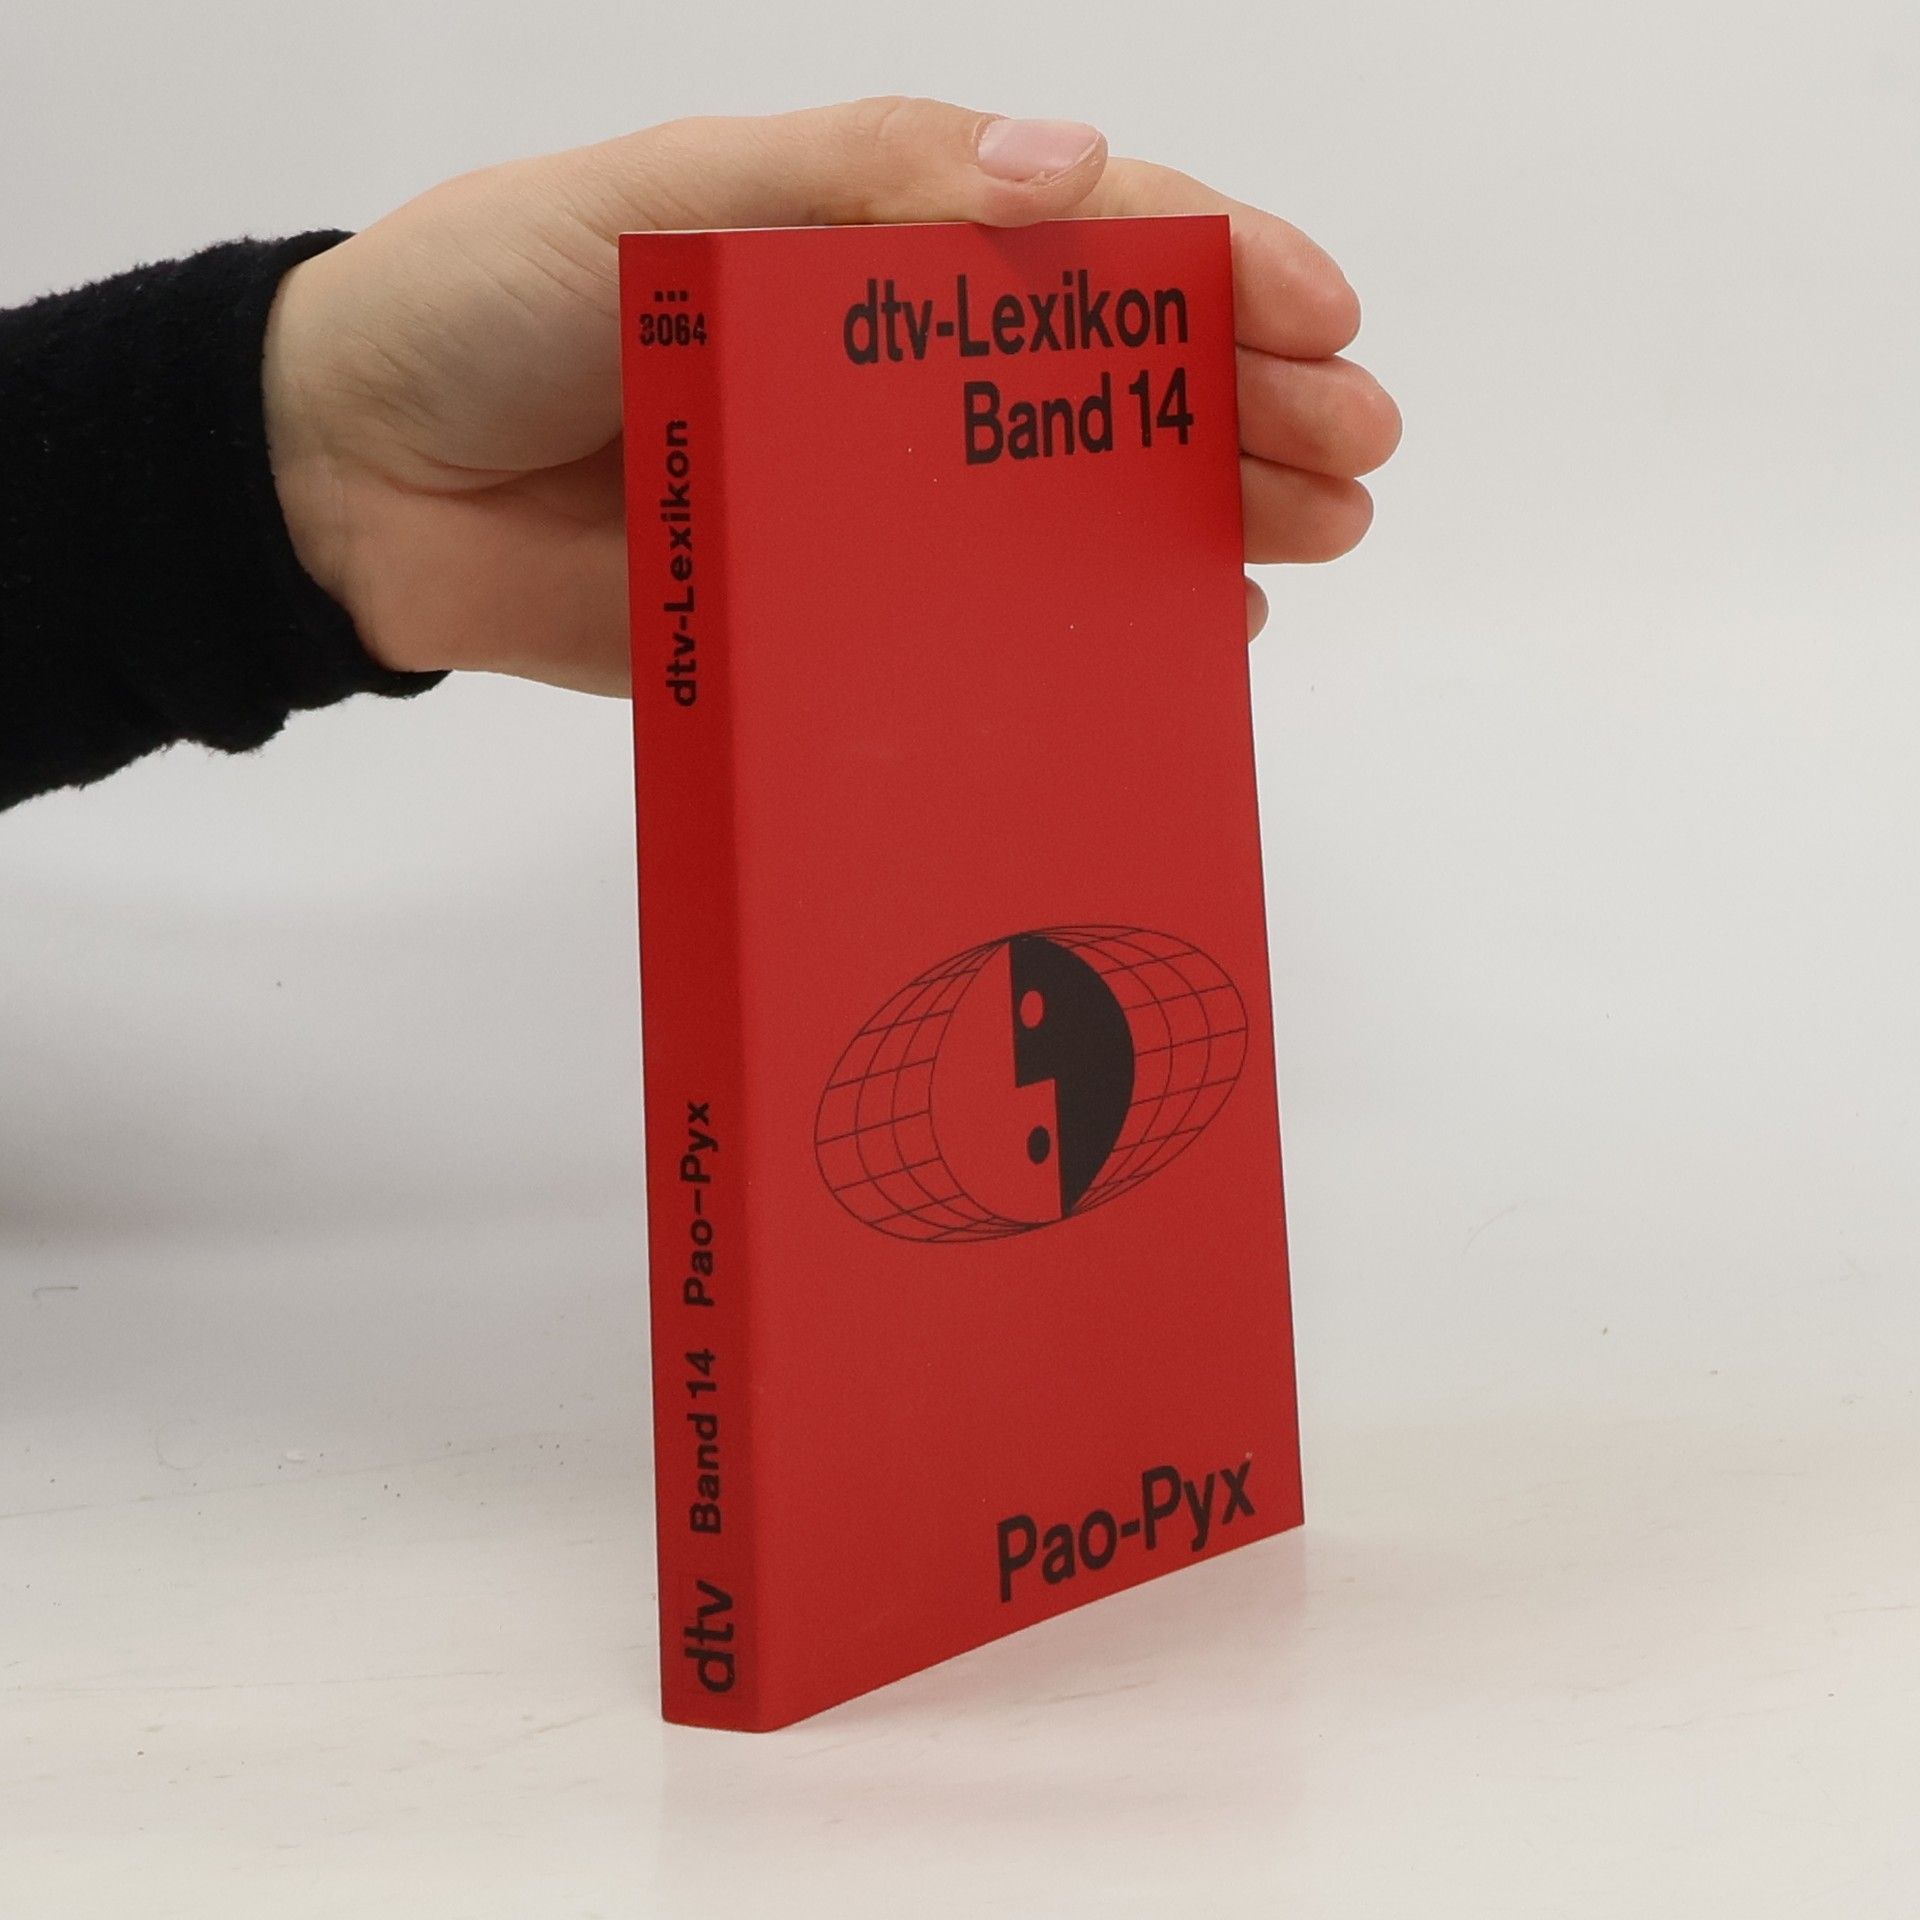 3064
dtv-Lexikon
Band 14 Pao-Pyx
dtv
dtv-Lexikon
Band 14
Pao-Pyx